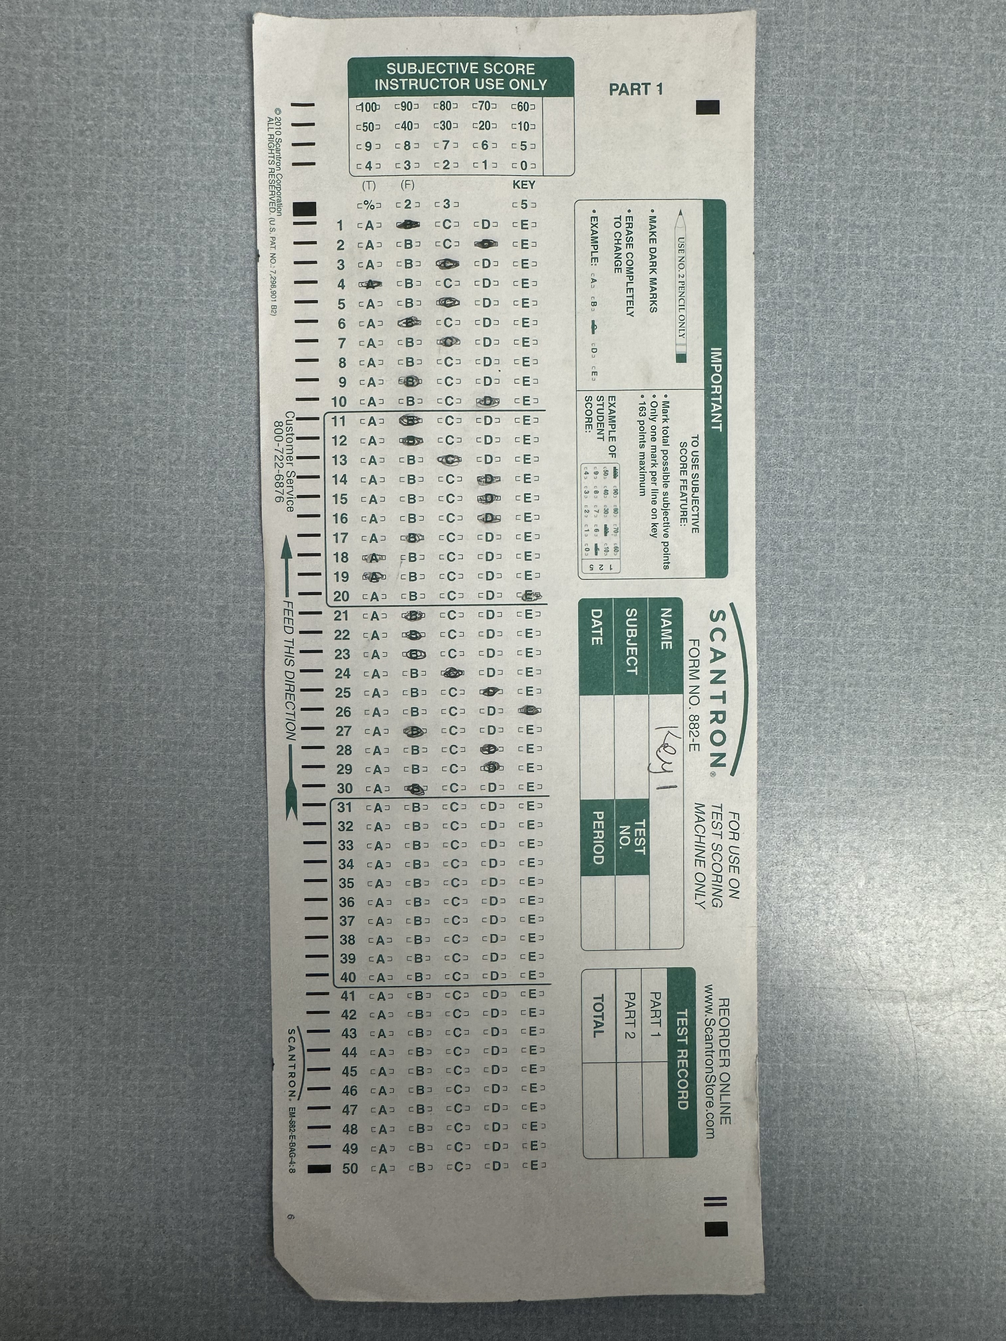 SUBJECTIVE SCORE
INSTRUCTOR USE ONLY
100 90 80 70 60
50 40 30 20 10
9 8 7 6 5
4 3 2 1 0
(T) (F) KEY
% 2 3 5
1 A B C D E
2 A B C D E
3 A B C D E
4 A B C D E
5 A B C D E
6 A B C D E
7 A B C D E
8 A B C D E
9 A B C D E
10 A B C D E
11 A B C D E
12 A B C D E
13 A B C D E
14 A B C D E
15 A B C D E
16 A B C D E
17 A B C D E
18 A B C D E
19 A B C D E
20 A B C D E
21 A B C D E
22 A B C D E
23 A B C D E
24 A B C D E
25 A B C D E
26 A B C D E
27 A B C D E
28 A B C D E
29 A B C D E
30 A B C D E
31 A B C D E
32 A B C D E
33 A B C D E
34 A B C D E
35 A B C D E
36 A B C D E
37 A B C D E
38 A B C D E
39 A B C D E
40 A B C D E
41 A B C D E
42 A B C D E
43 A B C D E
44 A B C D E
45 A B C D E
46 A B C D E
47 A B C D E
48 A B C D E
49 A B C D E
50 A B C D E
PART 1
IMPORTANT
USE NO. 2 PENCIL ONLY
• MAKE DARK MARKS
• ERASE COMPLETELY
TO CHANGE
• EXAMPLE: A B D E
TO USE SUBJECTIVE
SCORE FEATURE:
• Mark total possible subjective points
• Only one mark per line on key
• 163 points maximum
EXAMPLE OF
STUDENT
SCORE:
SCANTRON®
FORM NO. 882-E
NAME Key 1
SUBJECT
TEST
NO.
DATE
PERIOD
FOR USE ON
TEST SCORING
MACHINE ONLY
REORDER ONLINE
www.ScantronStore.com
TEST RECORD
PART 1
PART 2
TOTAL
© 2010 Scantron Corporation
ALL RIGHTS RESERVED. (U.S. PAT. NO.: 7,298,901 B2)
Customer Service
800-722-6876
FEED THIS DIRECTION
SCANTRON. EM-882-E-BAG-4:8
6